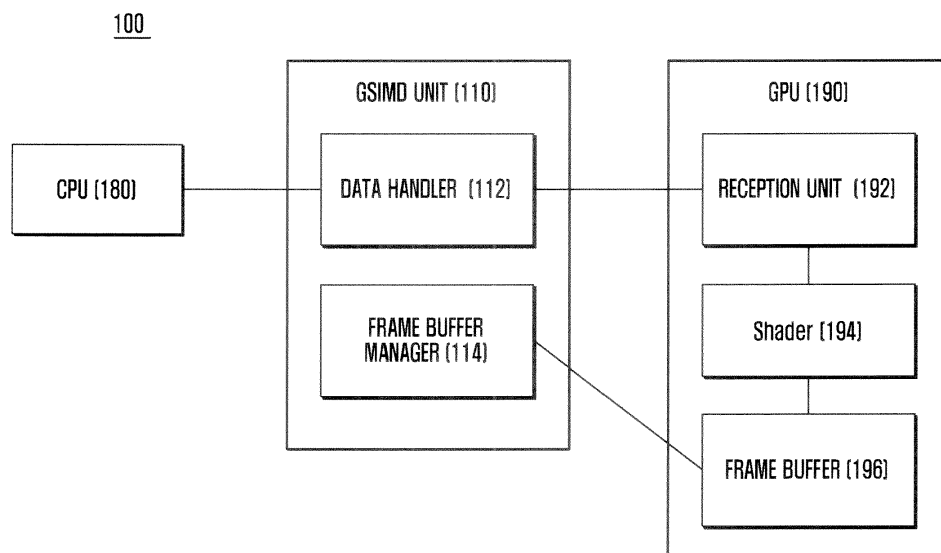 100
GSIMD UNIT (110)
GPU (190)
CPU (180)
DATA HANDLER (112)
RECEPTION UNIT (192)
FRAME BUFFER
MANAGER (114)
Shader (194)
FRAME BUFFER (196)